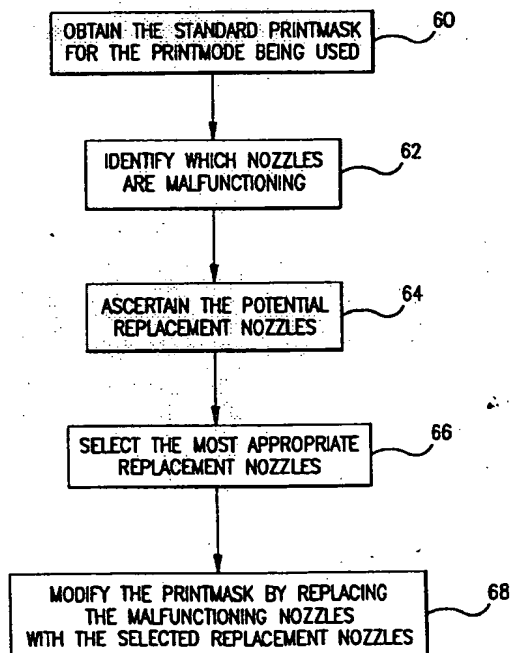 OBTAIN THE STANDARD PRINTMASK
FOR THE PRINTMODE BEING USED
60
IDENTIFY WHICH NOZZLES
ARE MALFUNCTIONING
62
ASCERTAIN THE POTENTIAL
REPLACEMENT NOZZLES
64
SELECT THE MOST APPROPRIATE
REPLACEMENT NOZZLES
66
MODIFY THE PRINTMASK BY REPLACING
THE MALFUNCTIONING NOZZLES
WITH THE SELECTED REPLACEMENT NOZZLES
68